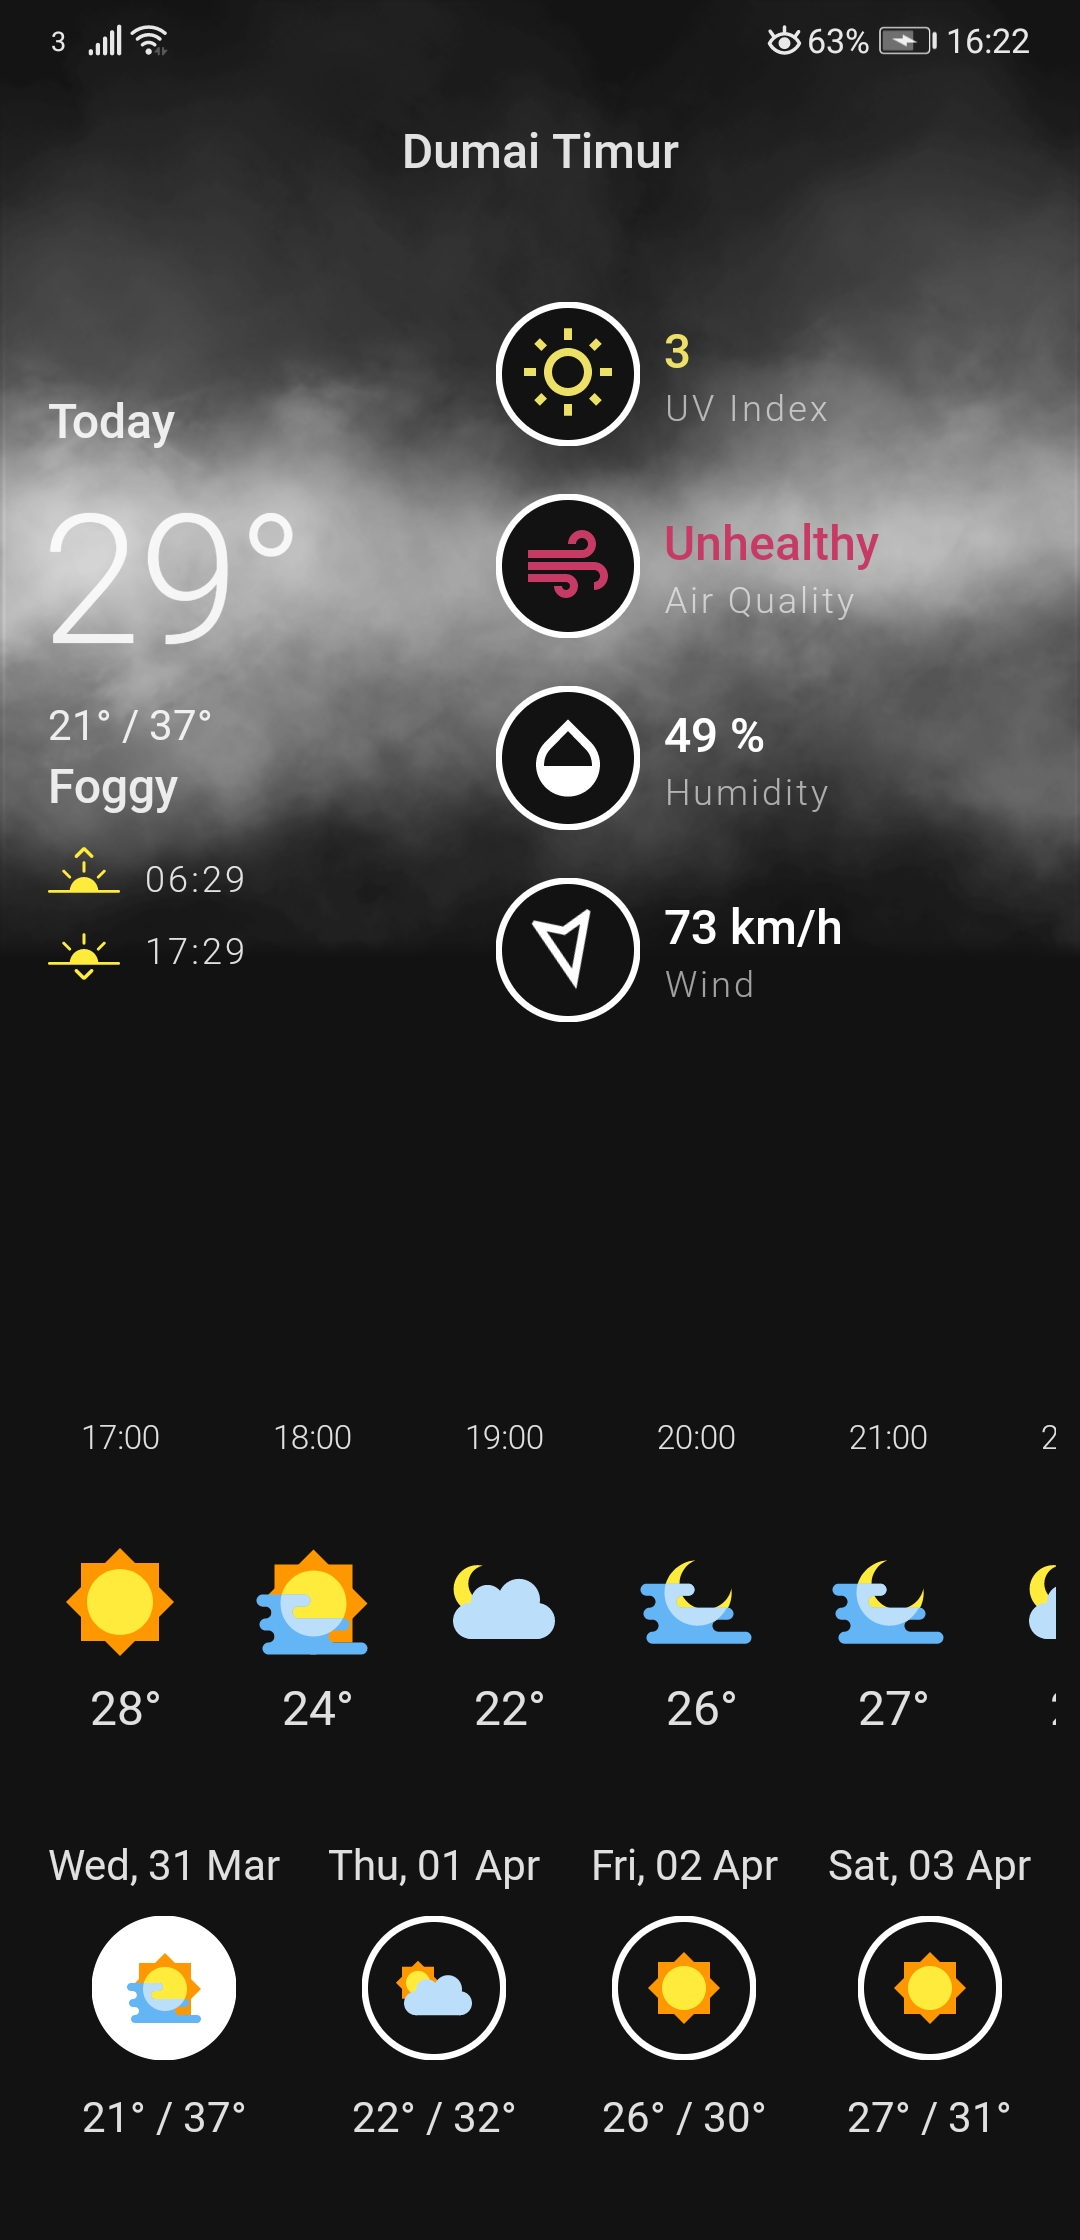 3
63% 16:22
Dumai Timur
Today
29°
21° / 37°
Foggy
06:29
17:29
3
UV Index
Unhealthy
Air Quality
49 %
Humidity
73 km/h
Wind
17:00 18:00 19:00 20:00 21:00
28° 24° 22° 26° 27°
Wed, 31 Mar Thu, 01 Apr Fri, 02 Apr Sat, 03 Apr
21° / 37° 22° / 32° 26° / 30° 27° / 31°